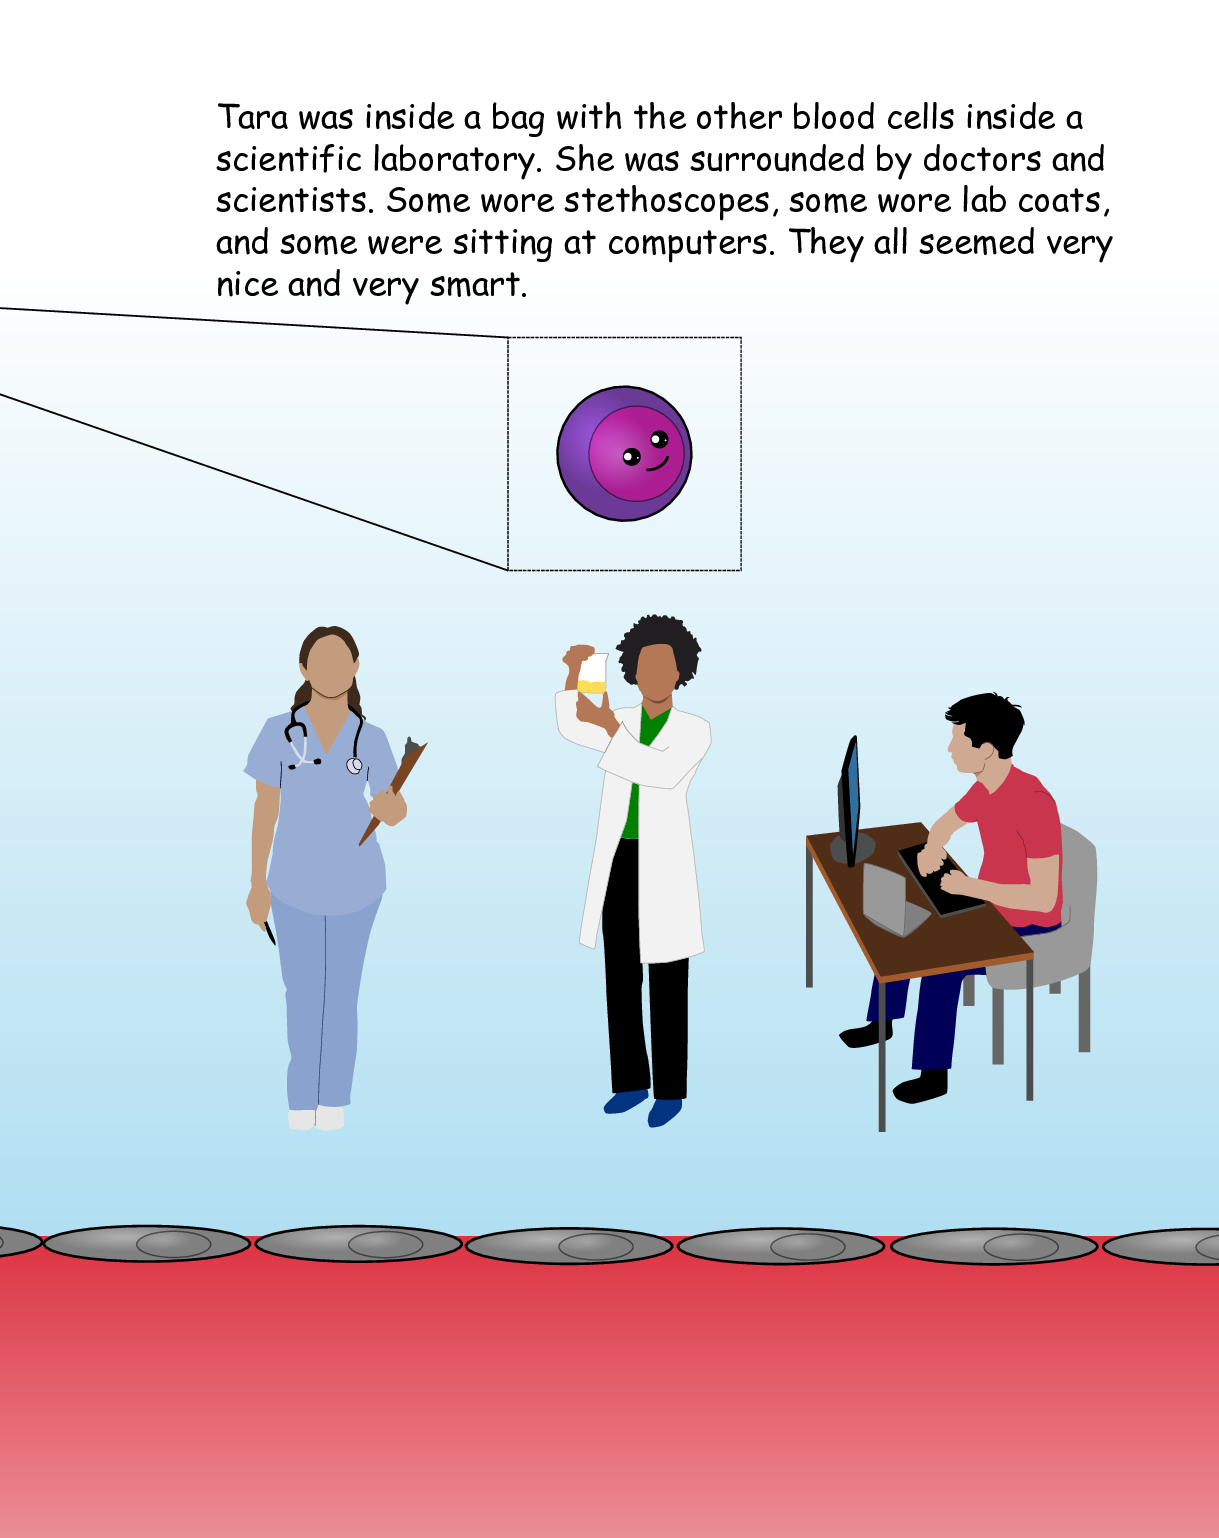 Tara was inside a bag with the other blood cells inside a
scientific laboratory. She was surrounded by doctors and
scientists. Some wore stethoscopes, some wore lab coats,
and some were sitting at computers. They all seemed very
nice and very smart.